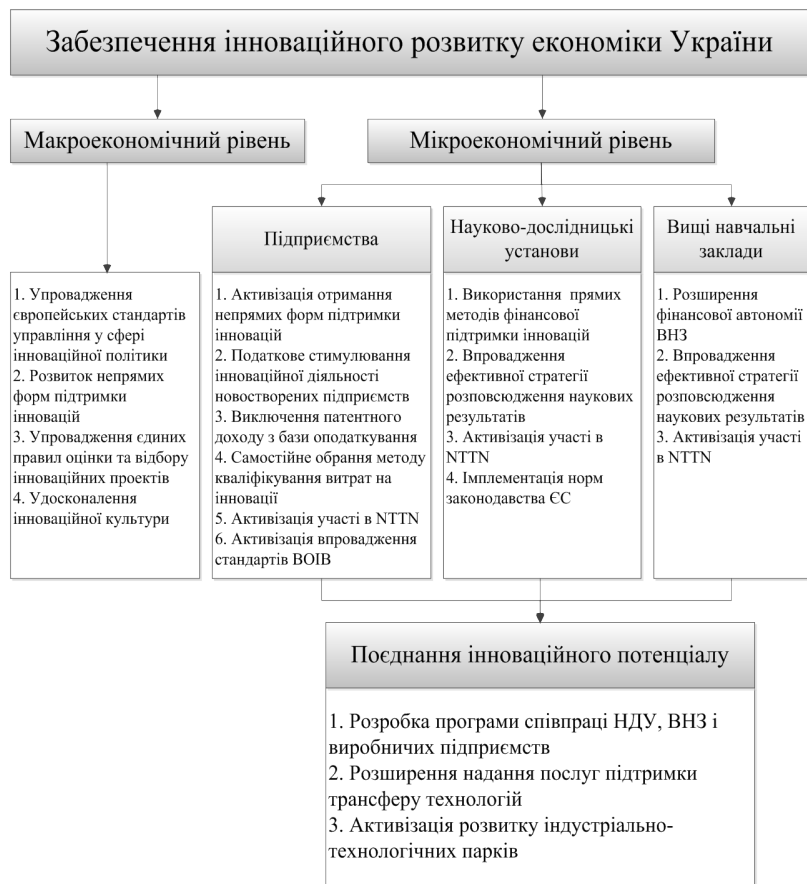 Забезпечення інноваційного розвитку економіки України
Макроекономічний рівень
Мікроекономічний рівень
1. Упровадження
європейських стандартів
управління у сфері
інноваційної політики
2. Розвиток непрямих
форм підтримки
інновацій
3. Упровадження єдиних
правил оцінки та відбору
інноваційних проектів
4. Удосконалення
інноваційної культури
Підприємства
1. Активізація отримання
непрямих форм підтримки
інновацій
2. Податкове стимулювання
інноваційної діяльності
новостворених підприємств
3. Виключення патентного
доходу з бази оподаткування
4. Самостійне обрання методу
кваліфікування витрат на
інновації
5. Активізація участі в NTTN
6. Активізація впровадження
стандартів ВОІВ
Науково-дослідницькі
установи
1. Використання прямих
методів фінансової
підтримки інновацій
2. Впровадження
ефективної стратегії
розповсюдження наукових
результатів
3. Активізація участі в
NTTN
4. Імплементація норм
законодавства ЄС
Вищі навчальні
заклади
1. Розширення
фінансової автономії
ВНЗ
2. Впровадження
ефективної стратегії
розповсюдження
наукових результатів
3. Активізація участі
в NTTN
Поєднання інноваційного потенціалу
1. Розробка програми співпраці НДУ, ВНЗ і
виробничих підприємств
2. Розширення надання послуг підтримки
трансферу технологій
3. Активізація розвитку індустріально-
технологічних парків